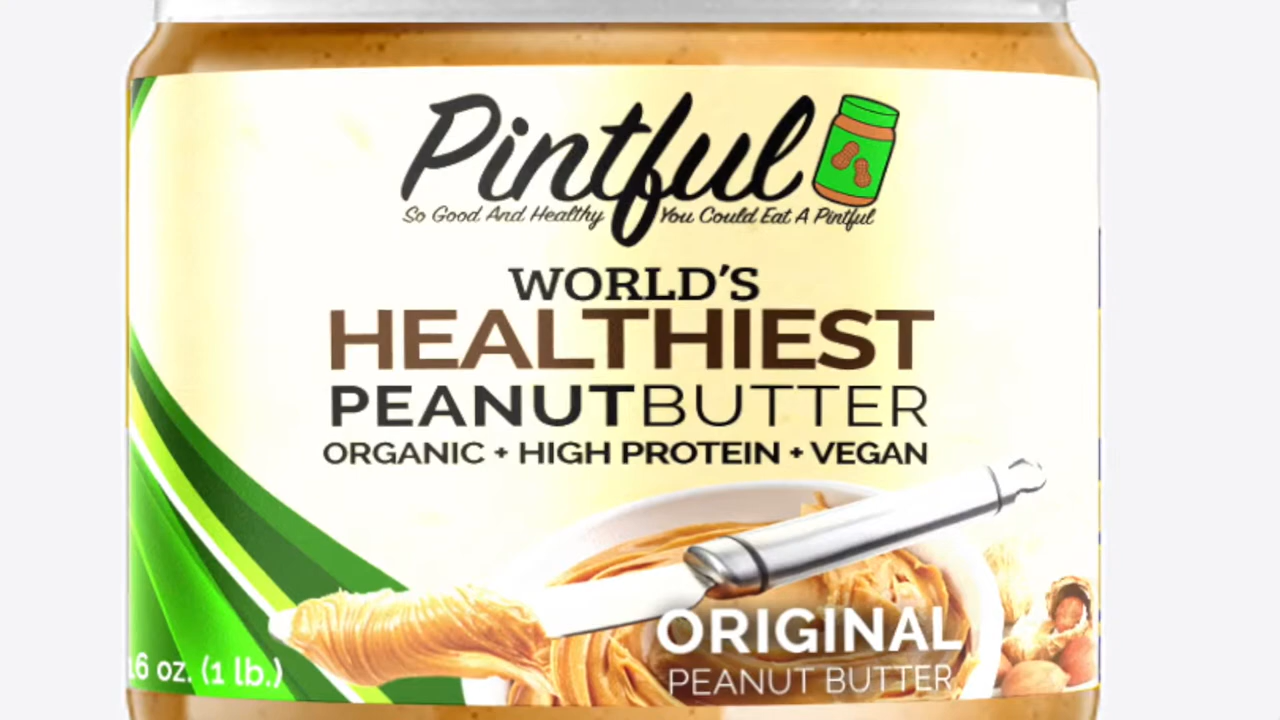 Pintful
So Good And Healthy You Could Eat A Pintful
WORLD'S
HEALTHIEST
PEANUTBUTTER
ORGANIC + HIGH PROTEIN + VEGAN
ORIGINAL
PEANUT BUTTER
16 oz. (1 lb.)